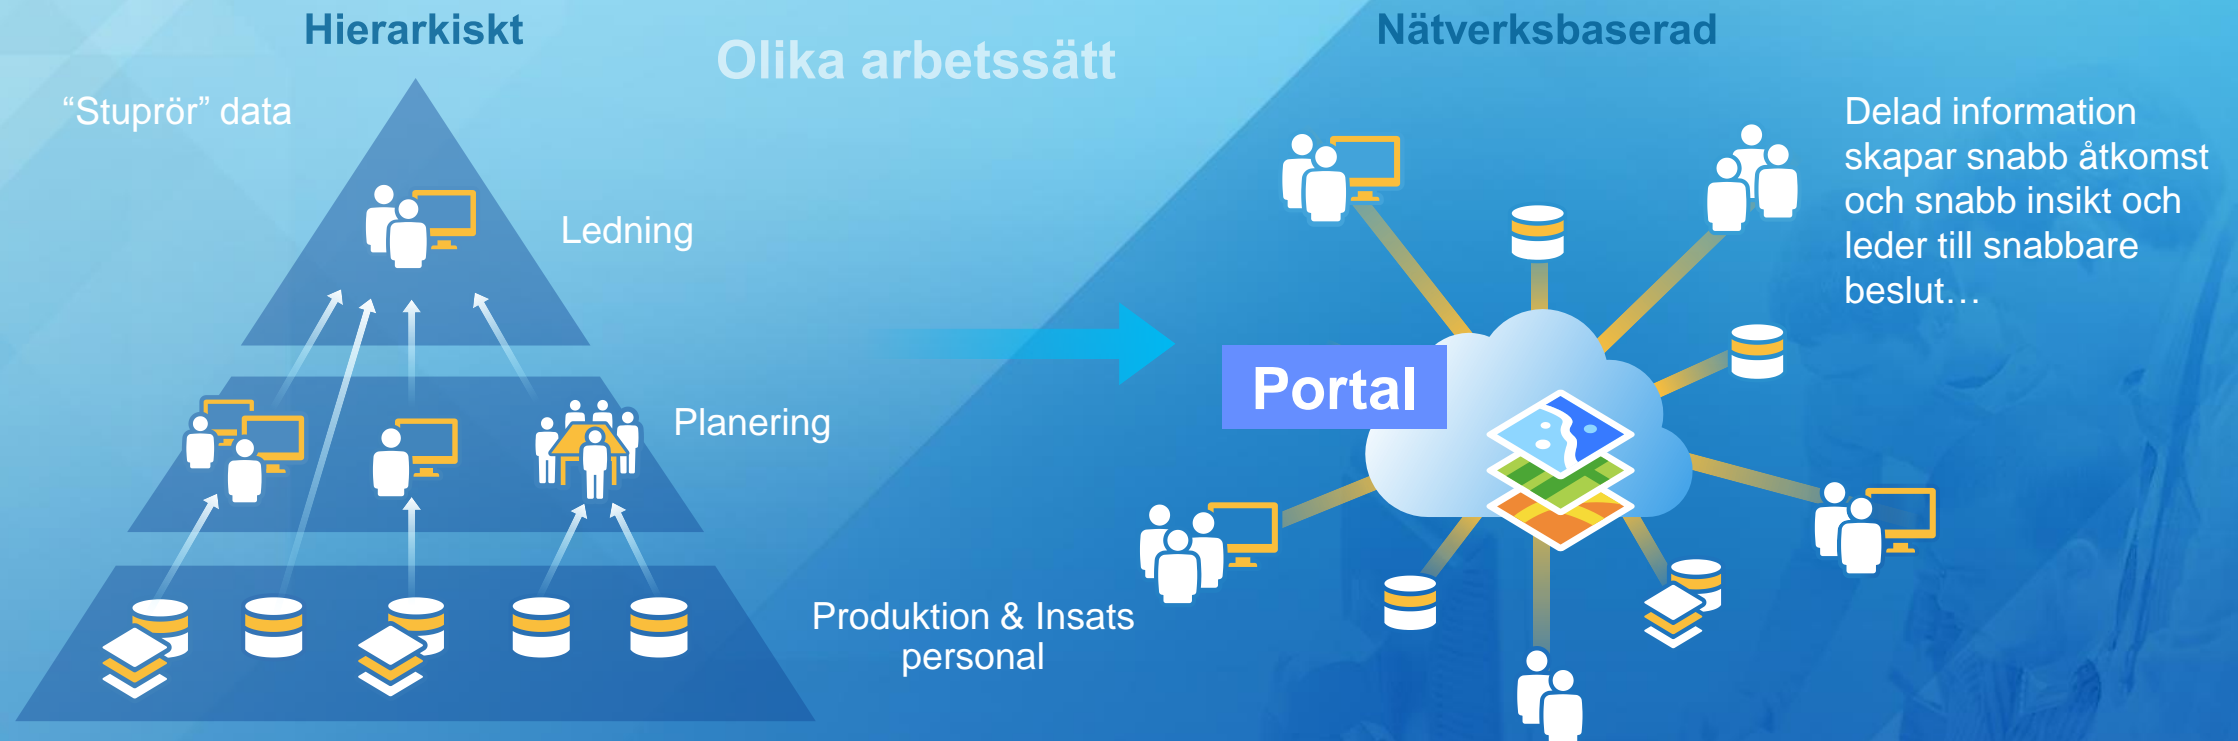 Hierarkiskt
Olika arbetssätt
Nätverksbaserad
“Stuprör” data
Ledning
Planering
Produktion & Insats
personal
Portal
Delad information
skapar snabb åtkomst
och snabb insikt och
leder till snabbare
beslut…